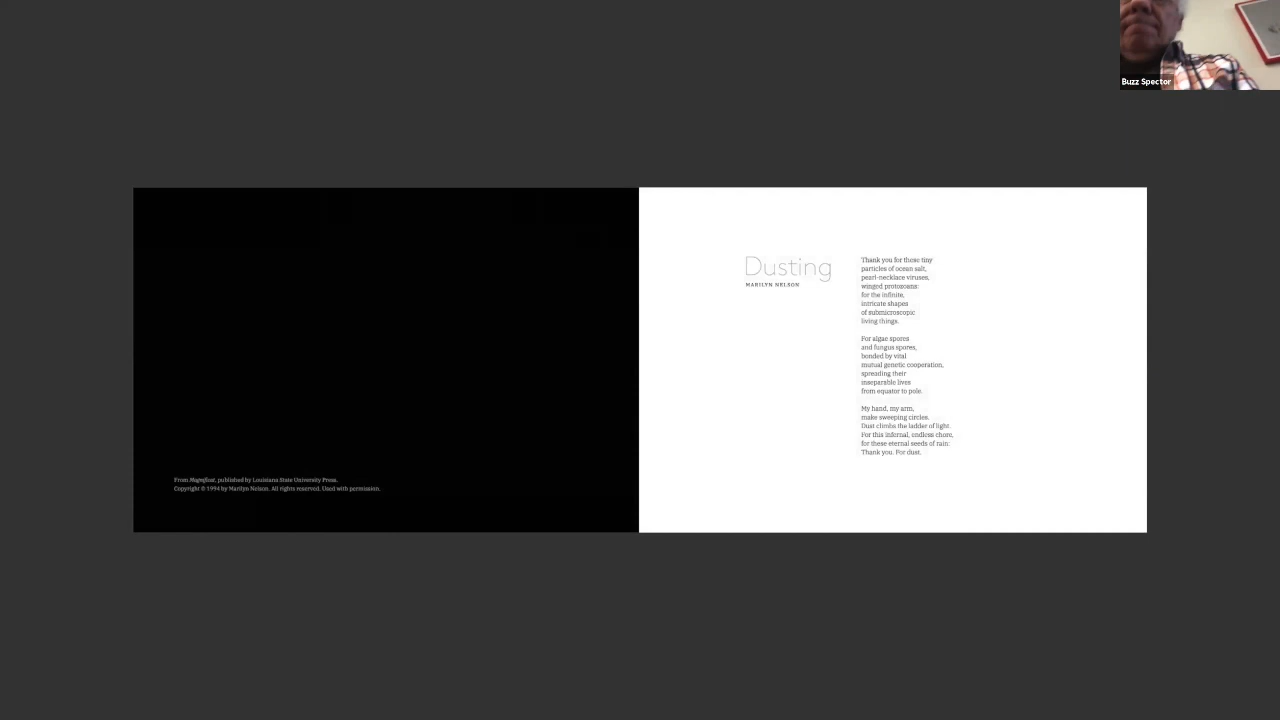 Buzz Spector
Dusting
MARILYN NELSON
Thank you for these tiny
particles of ocean salt,
pearl-necklace viruses,
winged protozoans:
for the infinite,
intricate shapes
of submicroscopic
living things.
For algae spores
and fungus spores,
bonded by vital
mutual genetic cooperation,
spreading their
inseparable lives
from equator to pole.
My hand, my arm,
make sweeping circles.
Dust climbs the ladder of light.
For this infernal, endless chore,
for these eternal seeds of rain:
Thank you. For dust.
From Magnificat, published by Louisiana State University Press.
Copyright © 1994 by Marilyn Nelson. All rights reserved. Used with permission.